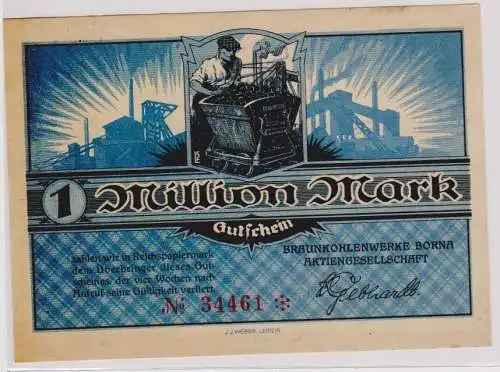 1 Million Mark
Gutschein
zahlen wir in Reichspapiermark
dem Überbringer dieses Gut-
scheines, der vier Wochen nach
Aufruf seine Gültigkeit verliert.
BRAUNKOHLENWERKE BORNA
AKTIENGESELLSCHAFT
Gebhardt
№ 34461 ✻
J.J. WEBER, LEIPZIG